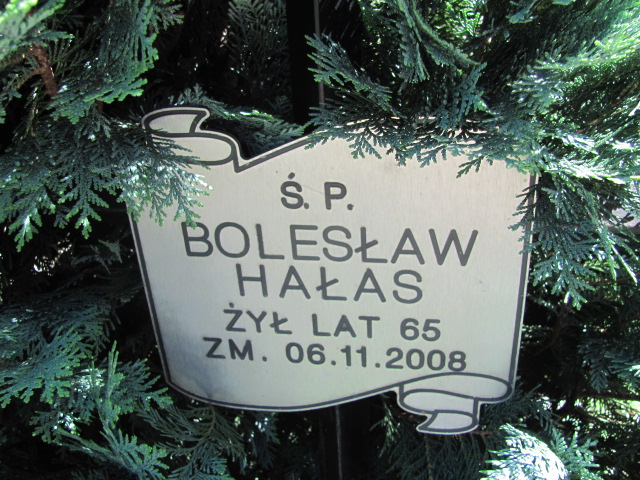 Ś. P.
BOLESŁAW
HAŁAS
ŻYŁ LAT 65
ZM. 06.11.2008